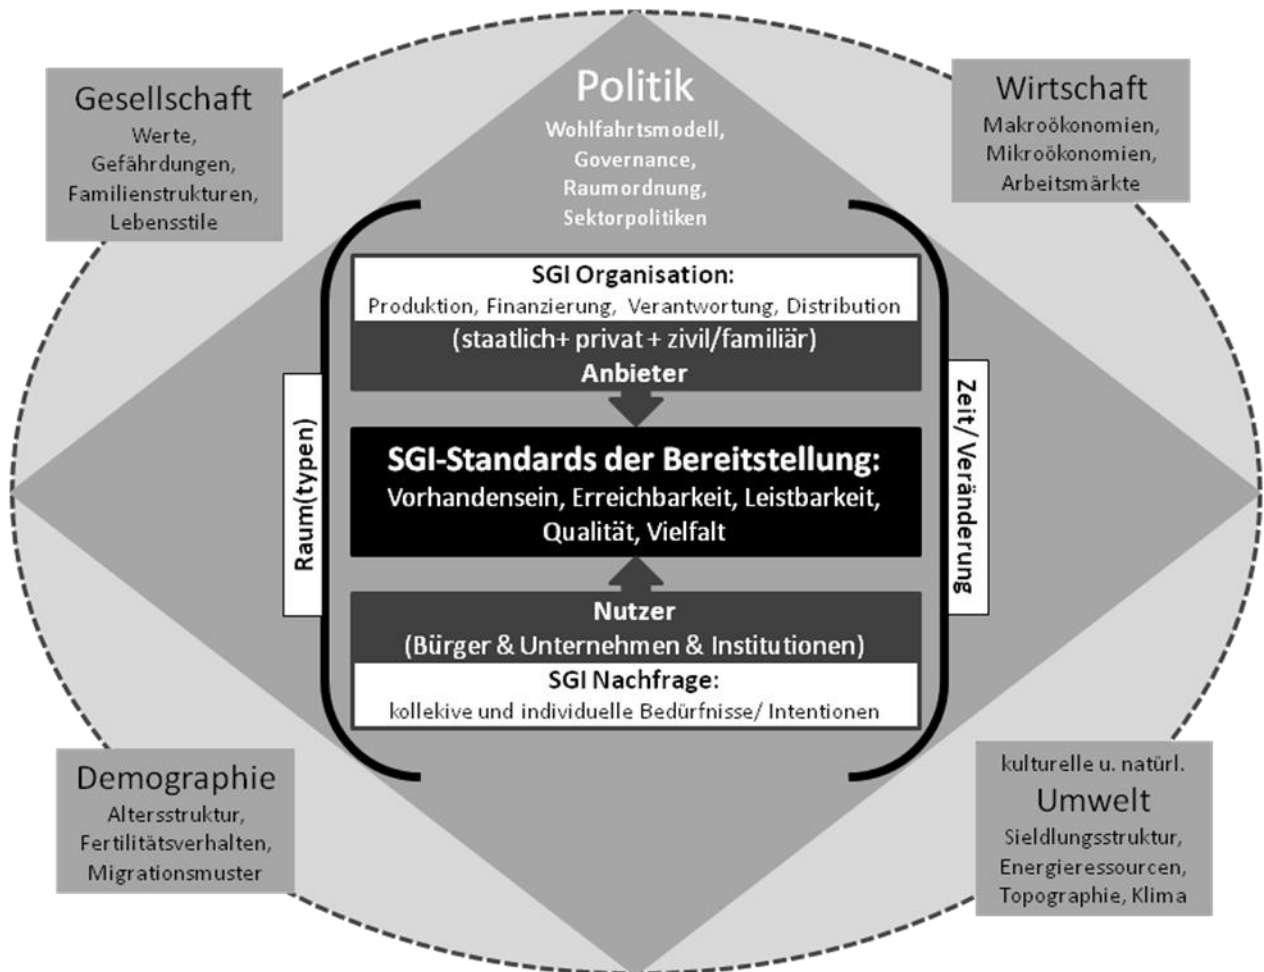 Gesellschaft
Werte,
Gefährdungen,
Familienstrukturen,
Lebensstile
Politik
Wohlfahrtsmodell,
Governance,
Raumordnung,
Sektorpolitiken
Wirtschaft
Makroökonomien,
Mikroökonomien,
Arbeitsmärkte
SGI Organisation:
Produktion, Finanzierung, Verantwortung, Distribution
(staatlich+ privat + zivil/familiär)
Anbieter
Raum(typen)
SGI-Standards der Bereitstellung:
Vorhandensein, Erreichbarkeit, Leistbarkeit,
Qualität, Vielfalt
Zeit/ Veränderung
Nutzer
(Bürger & Unternehmen & Institutionen)
SGI Nachfrage:
kollekive und individuelle Bedürfnisse/ Intentionen
Demographie
Altersstruktur,
Fertilitätsverhalten,
Migrationsmuster
kulturelle u. natürl.
Umwelt
Sieldlungsstruktur,
Energieressourcen,
Topographie, Klima